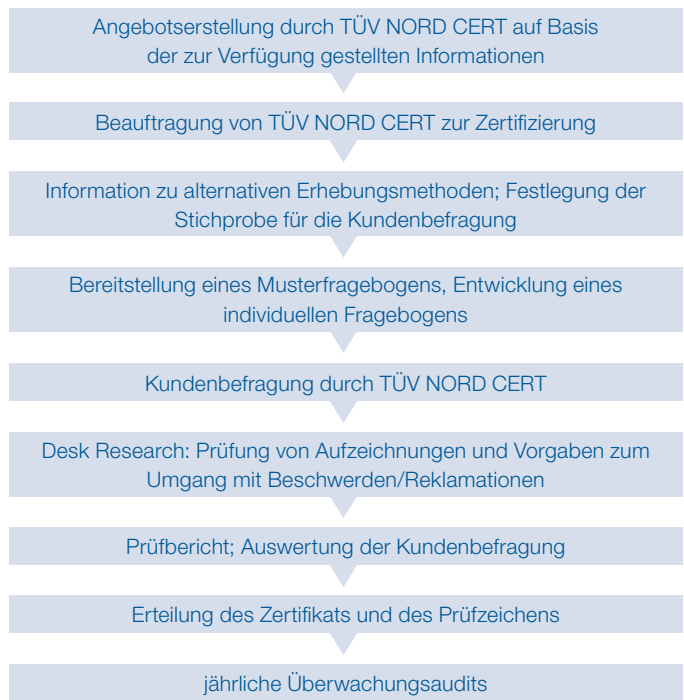 Angebotserstellung durch TÜV NORD CERT auf Basis
der zur Verfügung gestellten Informationen
Beauftragung von TÜV NORD CERT zur Zertifizierung
Information zu alternativen Erhebungsmethoden; Festlegung der
Stichprobe für die Kundenbefragung
Bereitstellung eines Musterfragebogens, Entwicklung eines
individuellen Fragebogens
Kundenbefragung durch TÜV NORD CERT
Desk Research: Prüfung von Aufzeichnungen und Vorgaben zum
Umgang mit Beschwerden/Reklamationen
Prüfbericht; Auswertung der Kundenbefragung
Erteilung des Zertifikats und des Prüfzeichens
jährliche Überwachungsaudits